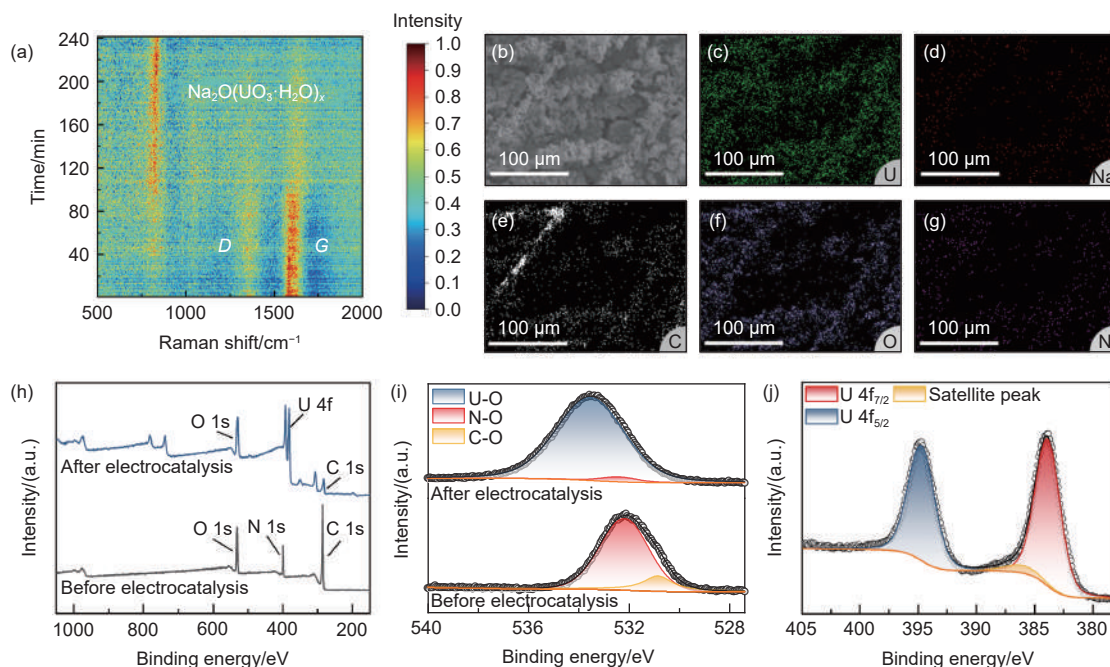 (a)
Intensity
240
200
160
120
80
40
Time/min
Na₂O(UO₃·H₂O)ₓ
D
G
500
1000
1500
2000
Raman shift/cm⁻¹
1.0
0.9
0.8
0.7
0.6
0.5
0.4
0.3
0.2
0.1
0.0
(b)
100 μm
(c)
100 μm
U
(d)
100 μm
Na
(e)
100 μm
C
(f)
100 μm
O
(g)
100 μm
N
(h)
Intensity/(a.u.)
U 4f
O 1s
C 1s
After electrocatalysis
O 1s
N 1s
C 1s
Before electrocatalysis
1000
800
600
400
200
Binding energy/eV
(i)
Intensity/(a.u.)
U-O
N-O
C-O
After electrocatalysis
Before electrocatalysis
540
536
532
528
Binding energy/eV
(j)
Intensity/(a.u.)
U 4f₇/₂
Satellite peak
U 4f₅/₂
405
400
395
390
385
380
Binding energy/eV